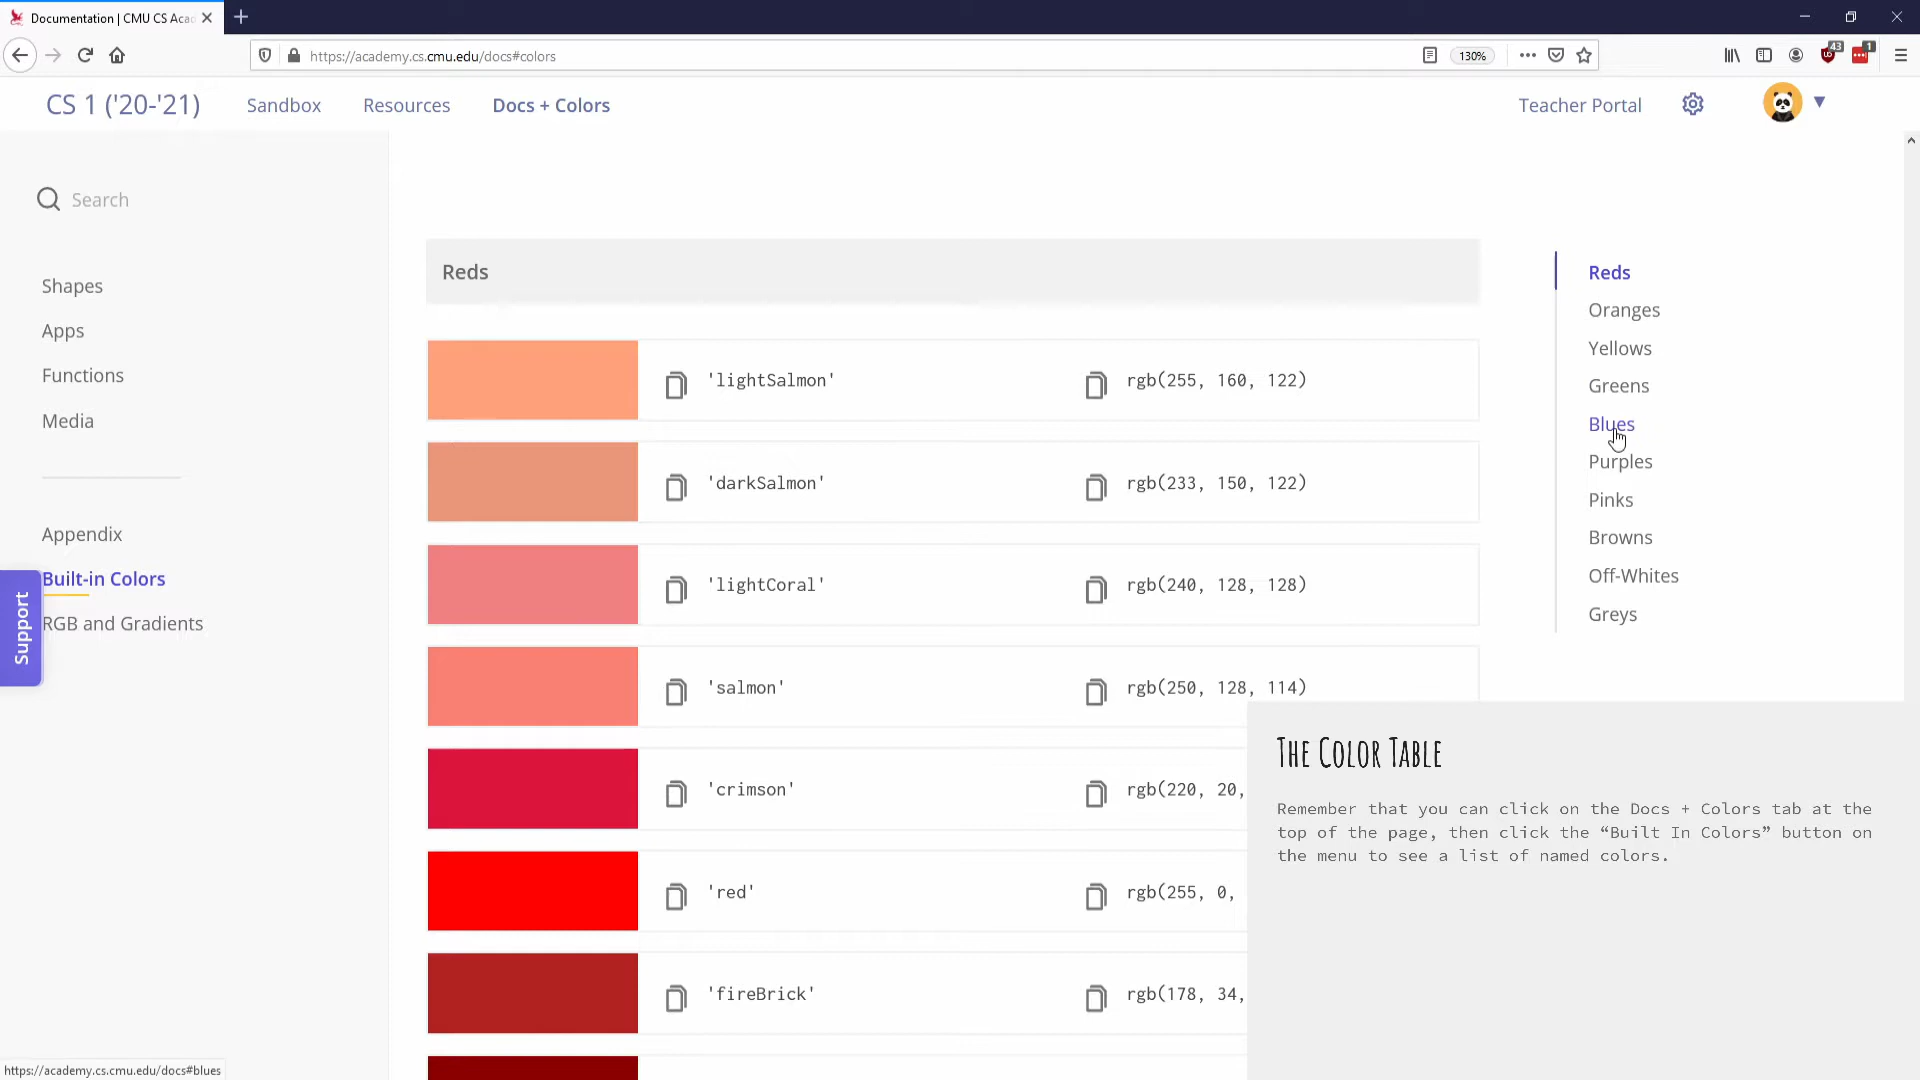 Documentation | CMU CS Aca
https://academy.cs.cmu.edu/docs#colors
130%
43
1
CS 1 ('20-'21)
Sandbox
Resources
Docs + Colors
Teacher Portal
Search
Shapes
Apps
Functions
Media
Appendix
Built-in Colors
RGB and Gradients
Support
Reds
'lightSalmon' rgb(255, 160, 122)
'darkSalmon' rgb(233, 150, 122)
'lightCoral' rgb(240, 128, 128)
'salmon' rgb(250, 128, 114)
'crimson' rgb(220, 20,
'red' rgb(255, 0,
'fireBrick' rgb(178, 34,
Reds
Oranges
Yellows
Greens
Blues
Purples
Pinks
Browns
Off-Whites
Greys
The Color Table
Remember that you can click on the Docs + Colors tab at the
top of the page, then click the “Built In Colors” button on
the menu to see a list of named colors.
https://academy.cs.cmu.edu/docs#blues